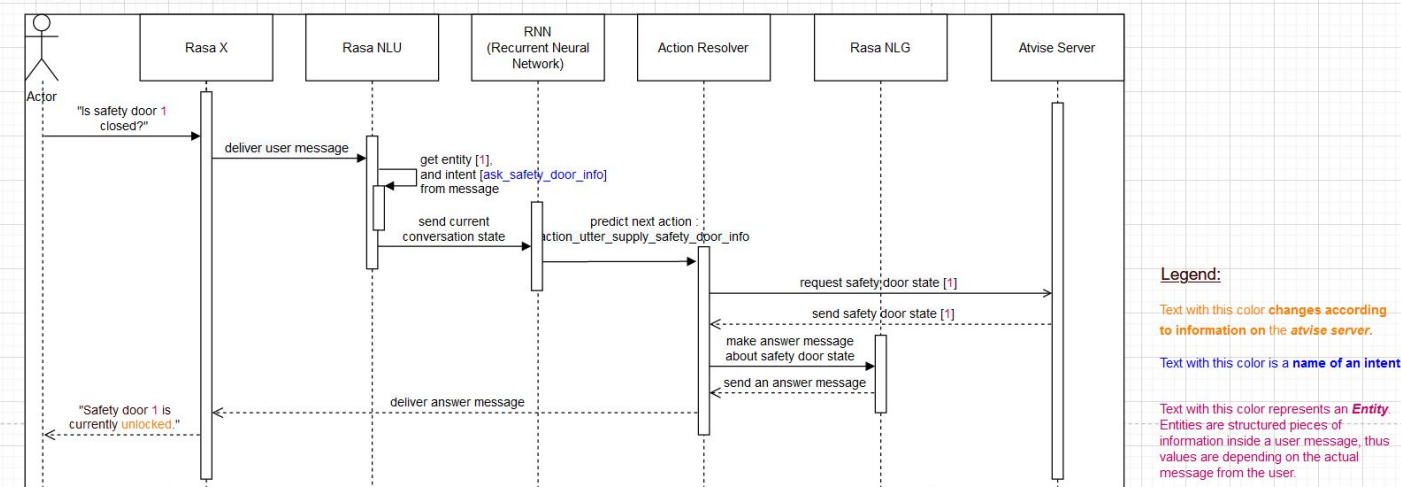 Rasa X
Rasa NLU
RNN
(Recurrent Neural
Network)
Action Resolver
Rasa NLG
Atvise Server
Actor
"Is safety door 1
closed?"
deliver user message
get entity [1],
and intent [ask_safety_door_info]
from message
send current
conversation state
predict next action :
action_utter_supply_safety_door_info
request safety door state [1]
send safety door state [1]
make answer message
about safety door state
send an answer message
deliver answer message
"Safety door 1 is
currently unlocked."
Legend:
Text with this color changes according
to information on the atvise server.
Text with this color is a name of an intent
Text with this color represents an Entity.
Entities are structured pieces of
information inside a user message, thus
values are depending on the actual
message from the user.